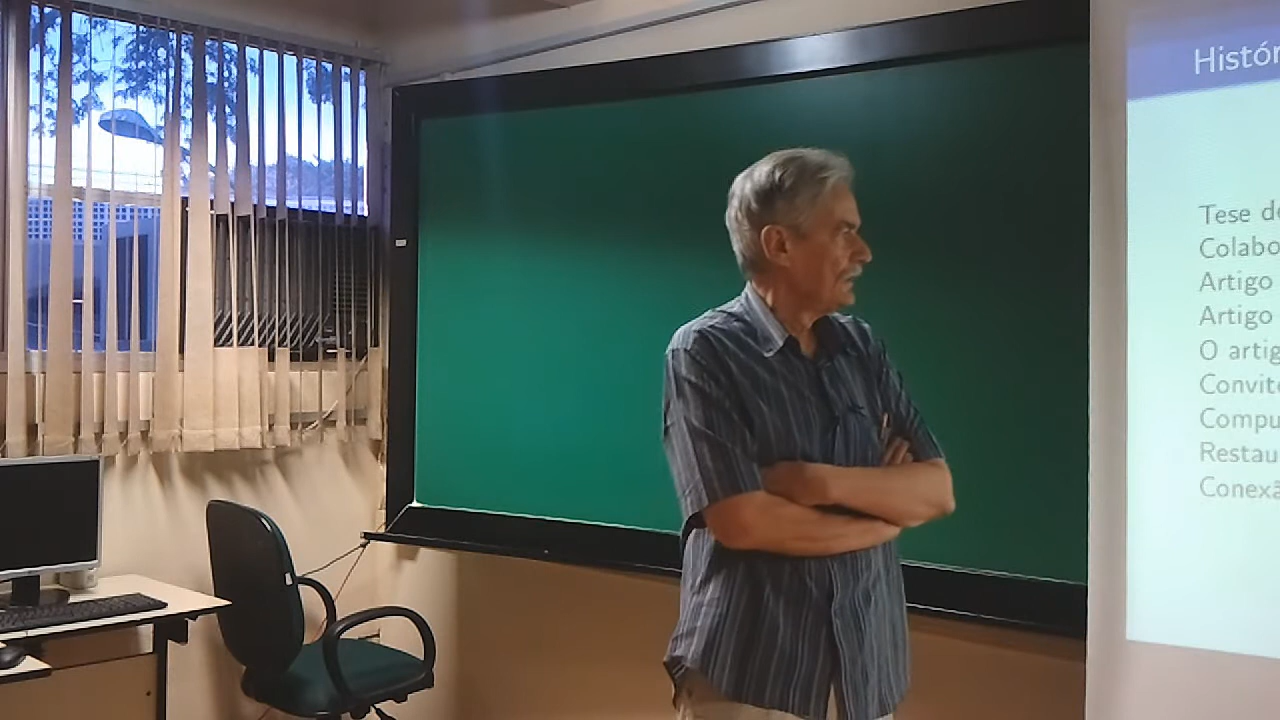 Histór
Tese de
Colabo
Artigo
Artigo
O artig
Convite
Compu
Restau
Conexã